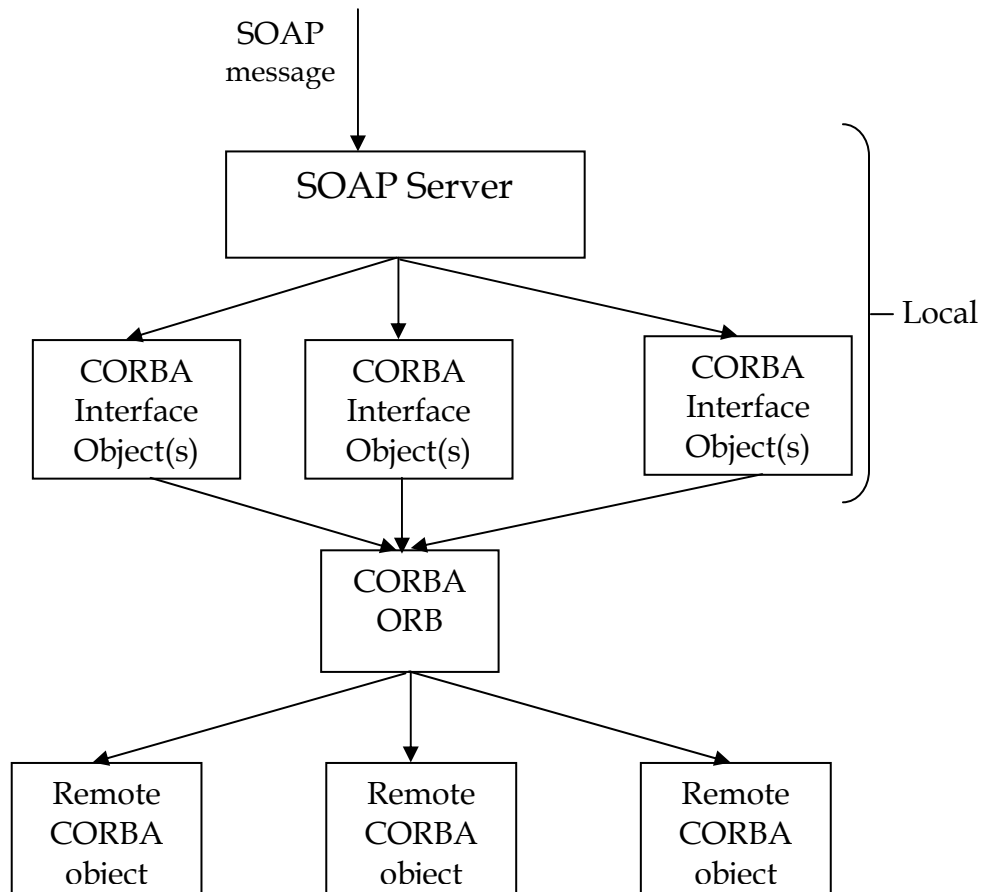 SOAP
message
SOAP Server
Local
CORBA
Interface
Object(s)
CORBA
Interface
Object(s)
CORBA
Interface
Object(s)
CORBA
ORB
Remote
CORBA
object
Remote
CORBA
object
Remote
CORBA
object